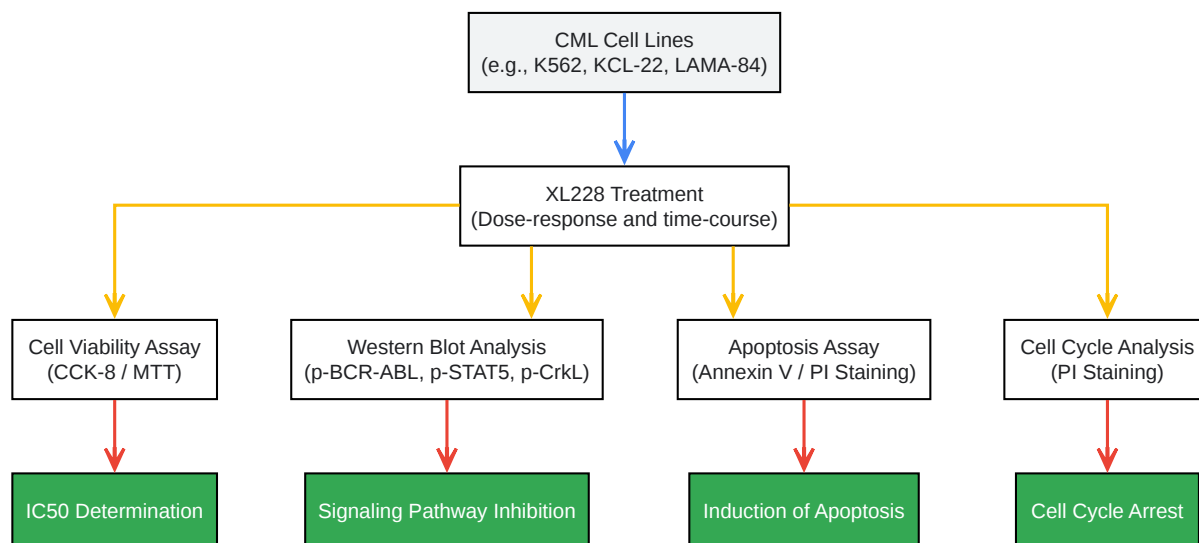 CML Cell Lines
(e.g., K562, KCL-22, LAMA-84)
XL228 Treatment
(Dose-response and time-course)
Cell Viability Assay
(CCK-8 / MTT)
Western Blot Analysis
(p-BCR-ABL, p-STAT5, p-CrkL)
Apoptosis Assay
(Annexin V / PI Staining)
Cell Cycle Analysis
(PI Staining)
IC50 Determination
Signaling Pathway Inhibition
Induction of Apoptosis
Cell Cycle Arrest